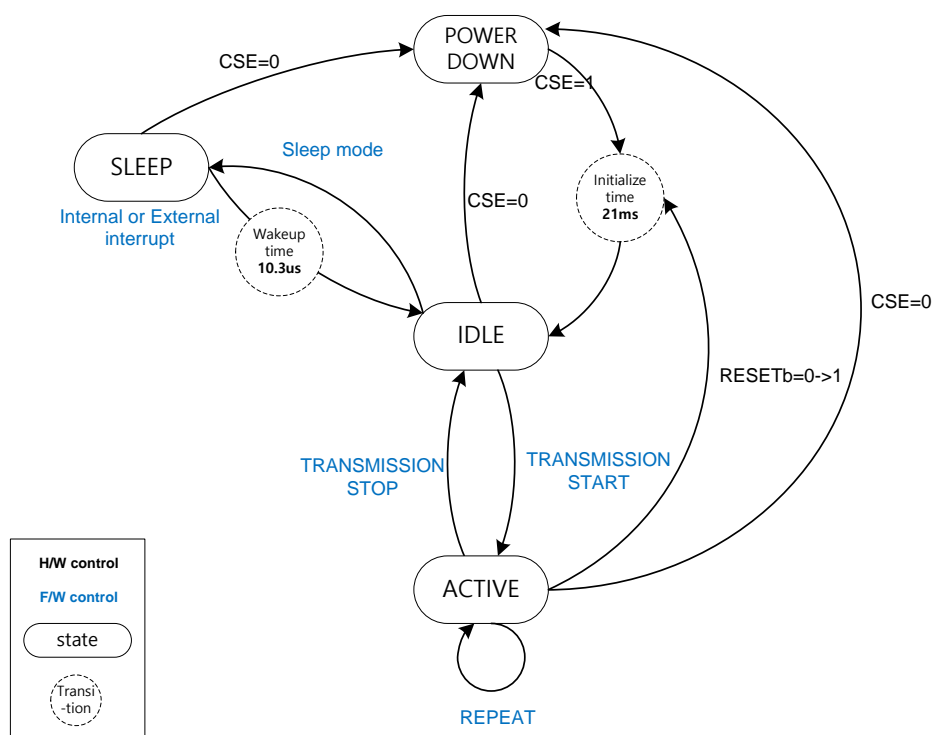 POWER
DOWN
CSE=0
CSE=1
SLEEP
Sleep mode
Initialize
time
21ms
CSE=0
Internal or External
interrupt
Wakeup
time
10.3us
CSE=0
IDLE
RESETb=0->1
TRANSMISSION
STOP
TRANSMISSION
START
H/W control
F/W control
state
Transi
-tion
ACTIVE
REPEAT